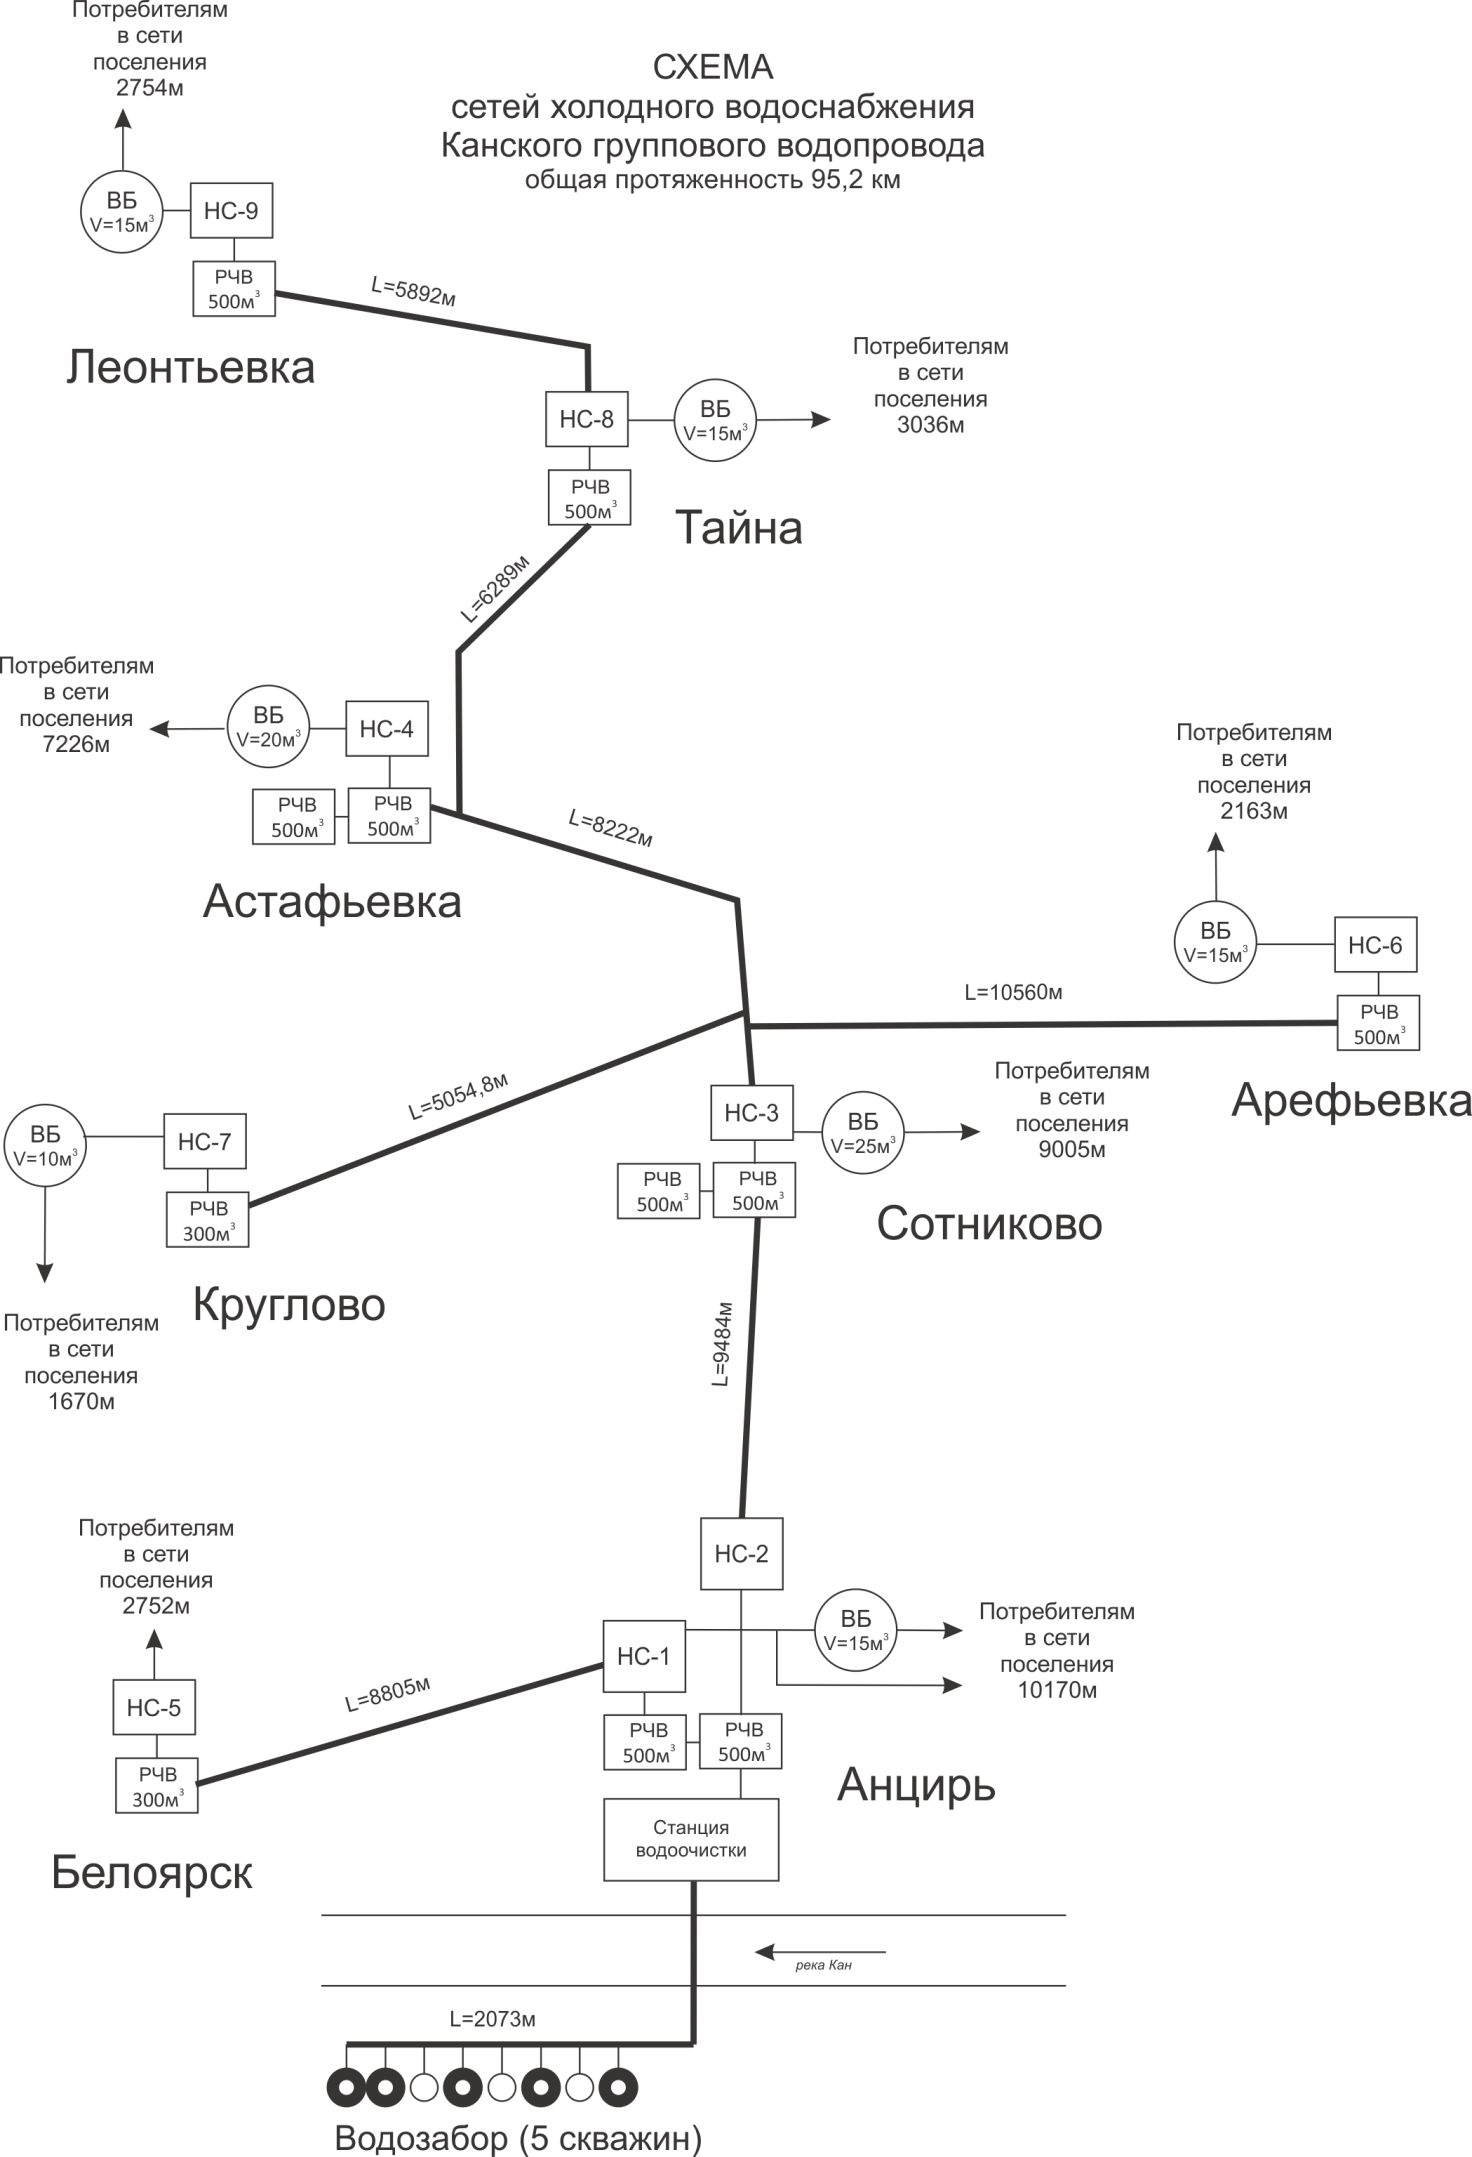 Потребителям
в сети
поселения
2754м
СХЕМА
сетей холодного водоснабжения
Канского группового водопровода
общая протяженность 95,2 км
ВБ
V=15м³
НС-9
РЧВ
500м³
L=5892м
Леонтьевка
НС-8
ВБ
V=15м³
Потребителям
в сети
поселения
3036м
РЧВ
500м³
Тайна
L=6289м
Потребителям
в сети
поселения
7226м
ВБ
V=20м³
НС-4
РЧВ
500м³
РЧВ
500м³
L=8222м
Астафьевка
Потребителям
в сети
поселения
2163м
ВБ
V=15м³
НС-6
РЧВ
500м³
L=10560м
Арефьевка
L=5054,8м
ВБ
V=10м³
НС-7
РЧВ
300м³
Круглово
Потребителям
в сети
поселения
1670м
НС-3
ВБ
V=25м³
Потребителям
в сети
поселения
9005м
РЧВ
500м³
РЧВ
500м³
Сотниково
L=9484м
НС-2
Потребителям
в сети
поселения
2752м
НС-5
РЧВ
300м³
Белоярск
L=8805м
НС-1
ВБ
V=15м³
Потребителям
в сети
поселения
10170м
РЧВ
500м³
РЧВ
500м³
Анцирь
Станция
водоочистки
река Кан
L=2073м
Водозабор (5 скважин)